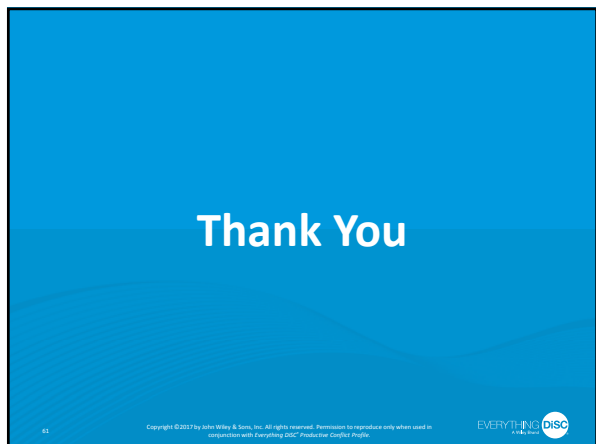 Thank You
61
Copyright ©2017 by John Wiley & Sons, Inc. All rights reserved. Permission to reproduce only when used in
conjunction with Everything DiSC® Productive Conflict Profile.
EVERYTHING DiSC
A Wiley Brand